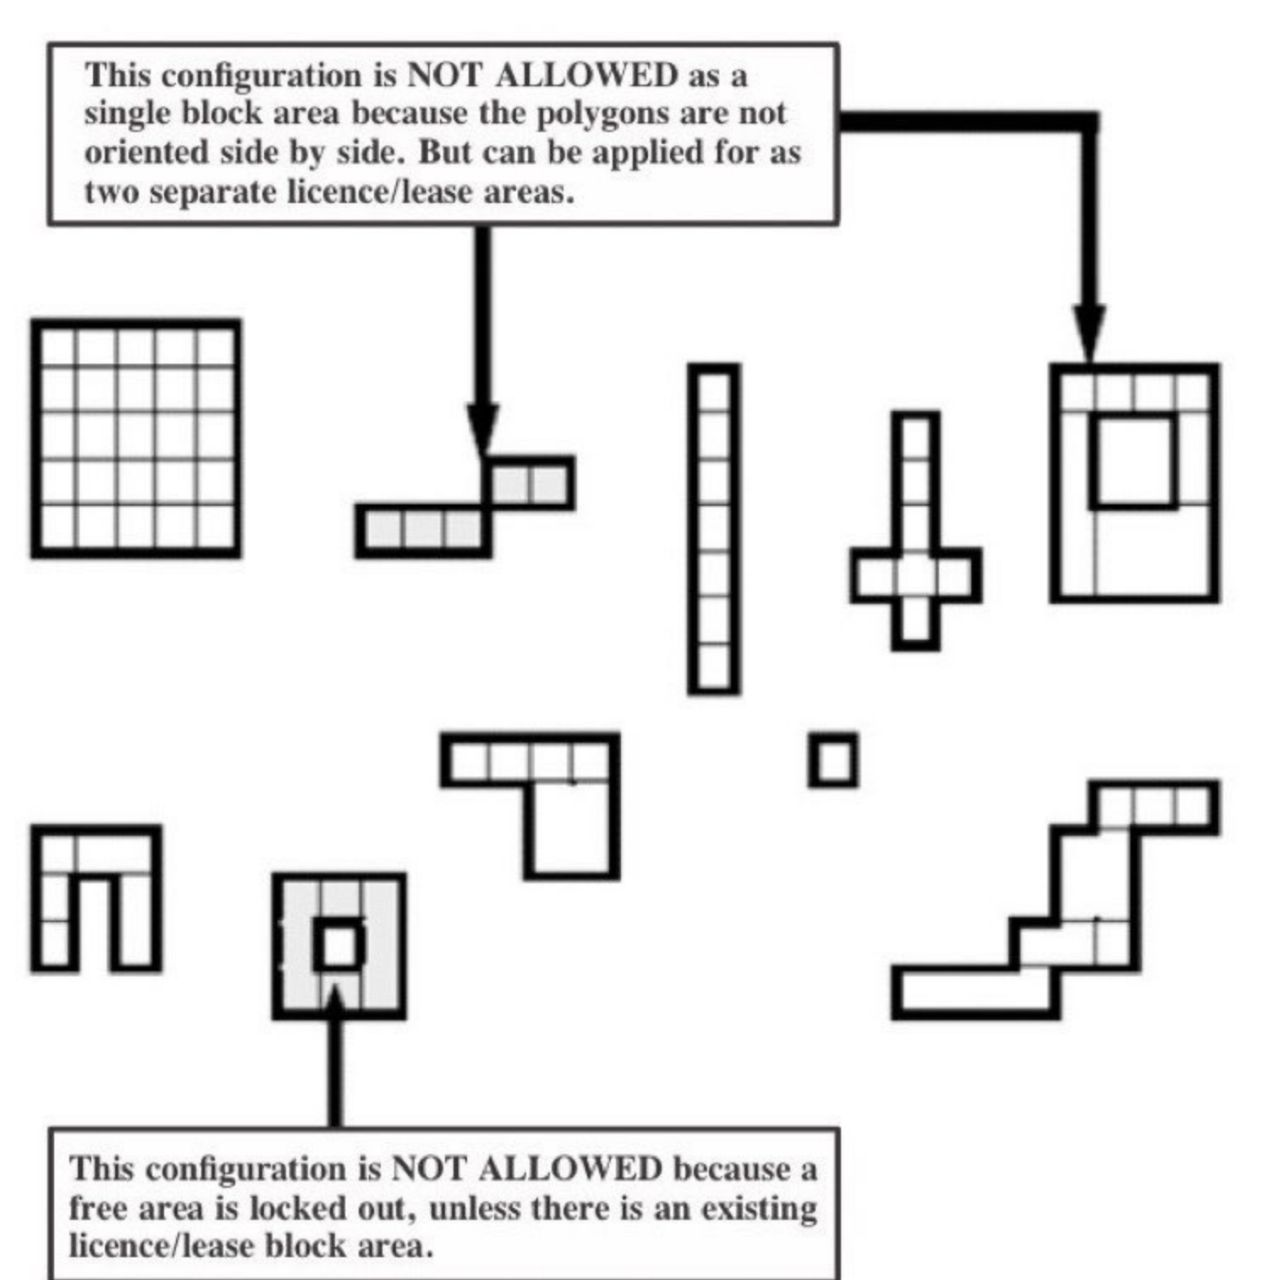 This configuration is NOT ALLOWED as a
single block area because the polygons are not
oriented side by side. But can be applied for as
two separate licence/lease areas.
This configuration is NOT ALLOWED because a
free area is locked out, unless there is an existing
licence/lease block area.